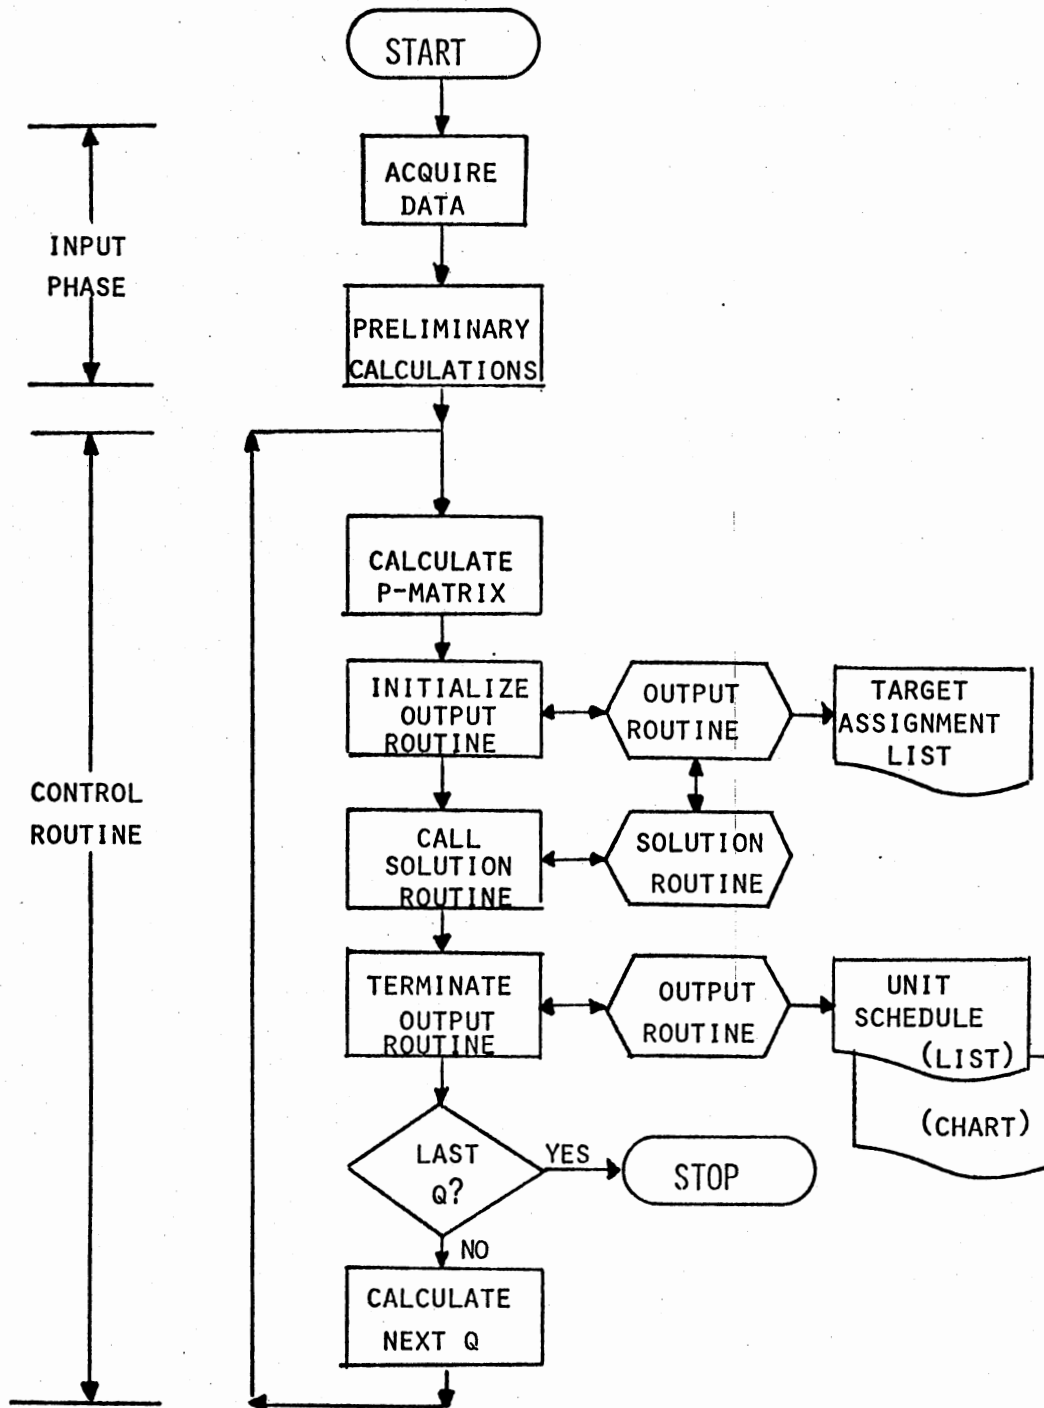 START
ACQUIRE
DATA
INPUT
PHASE
PRELIMINARY
CALCULATIONS
CALCULATE
P-MATRIX
INITIALIZE
OUTPUT
ROUTINE
OUTPUT
ROUTINE
TARGET
ASSIGNMENT
LIST
CONTROL
ROUTINE
CALL
SOLUTION
ROUTINE
SOLUTION
ROUTINE
TERMINATE
OUTPUT
ROUTINE
OUTPUT
ROUTINE
UNIT
SCHEDULE
(LIST)
(CHART)
LAST
Q?
YES
STOP
NO
CALCULATE
NEXT Q